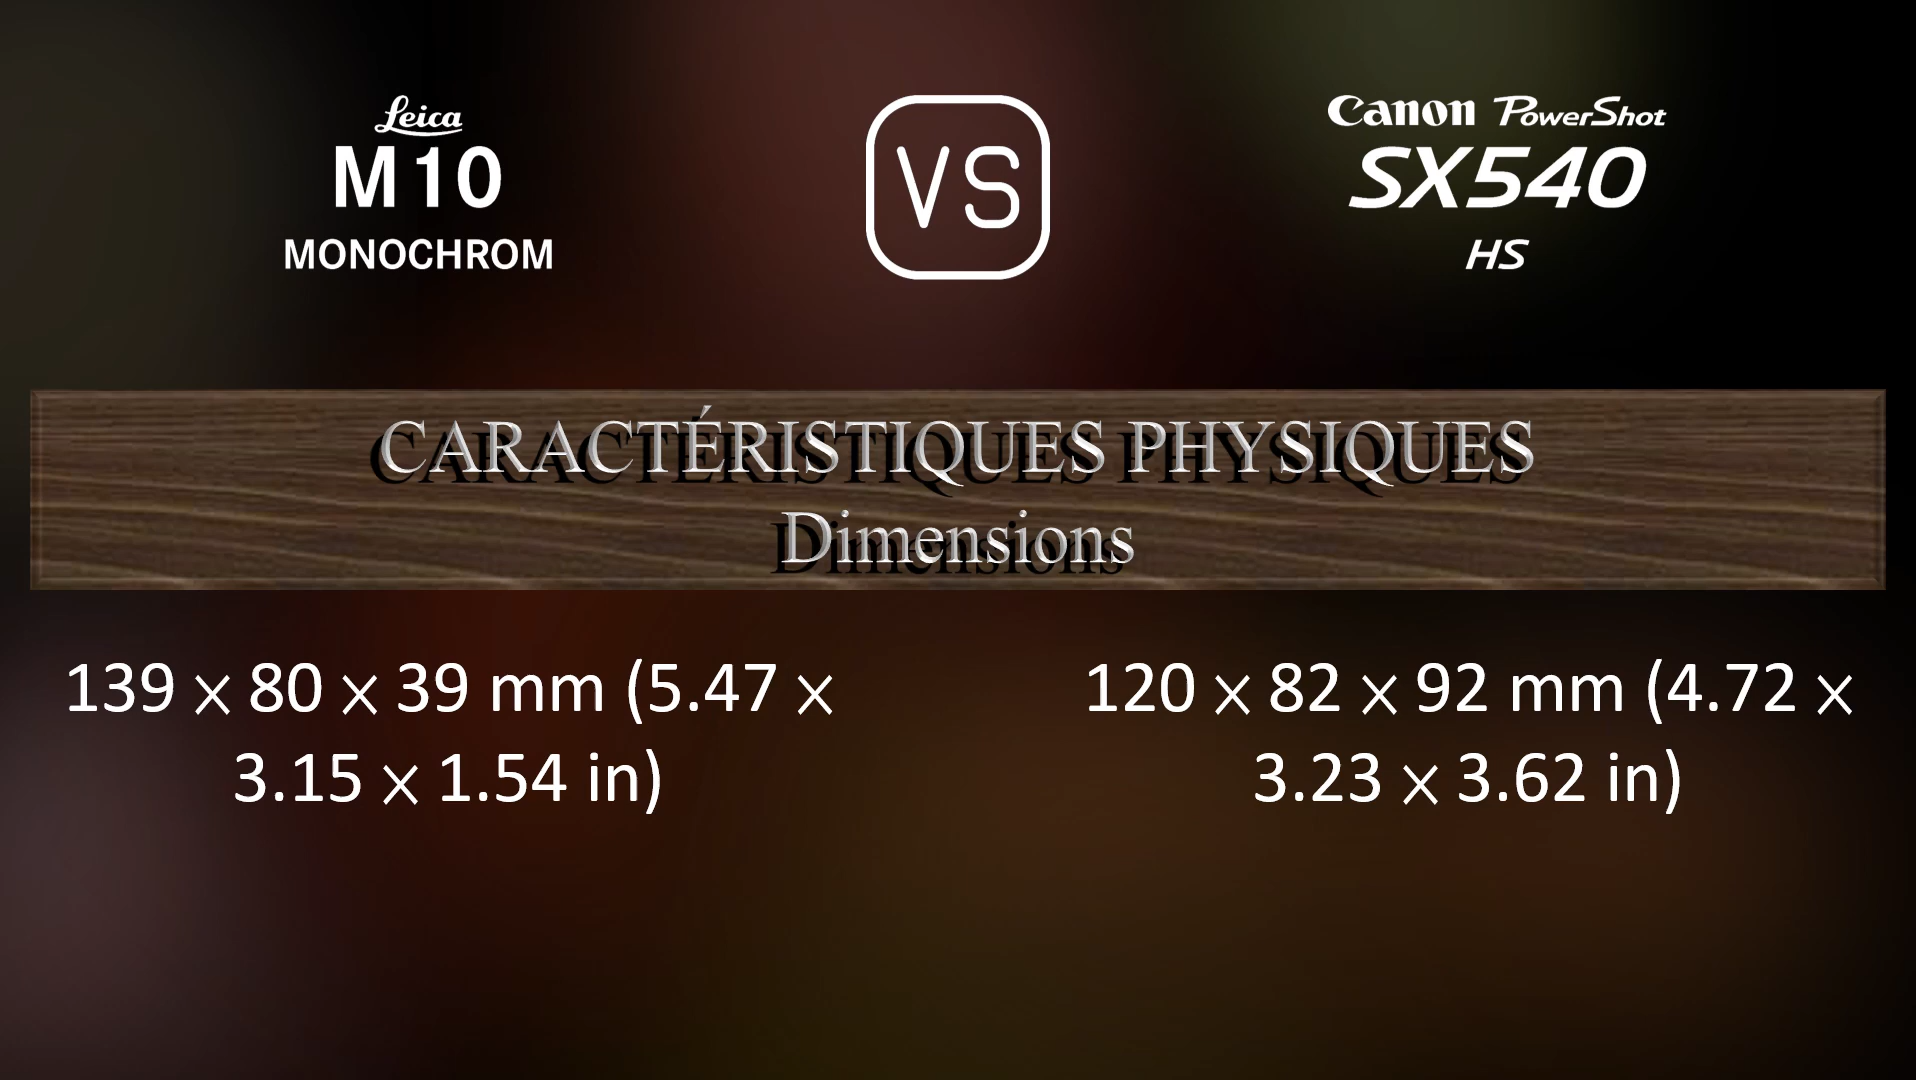 Leica
M10
MONOCHROM
VS
Canon PowerShot
SX540
HS
CARACTÉRISTIQUES PHYSIQUES
Dimensions
139 x 80 x 39 mm (5.47 x
3.15 x 1.54 in)
120 x 82 x 92 mm (4.72 x
3.23 x 3.62 in)